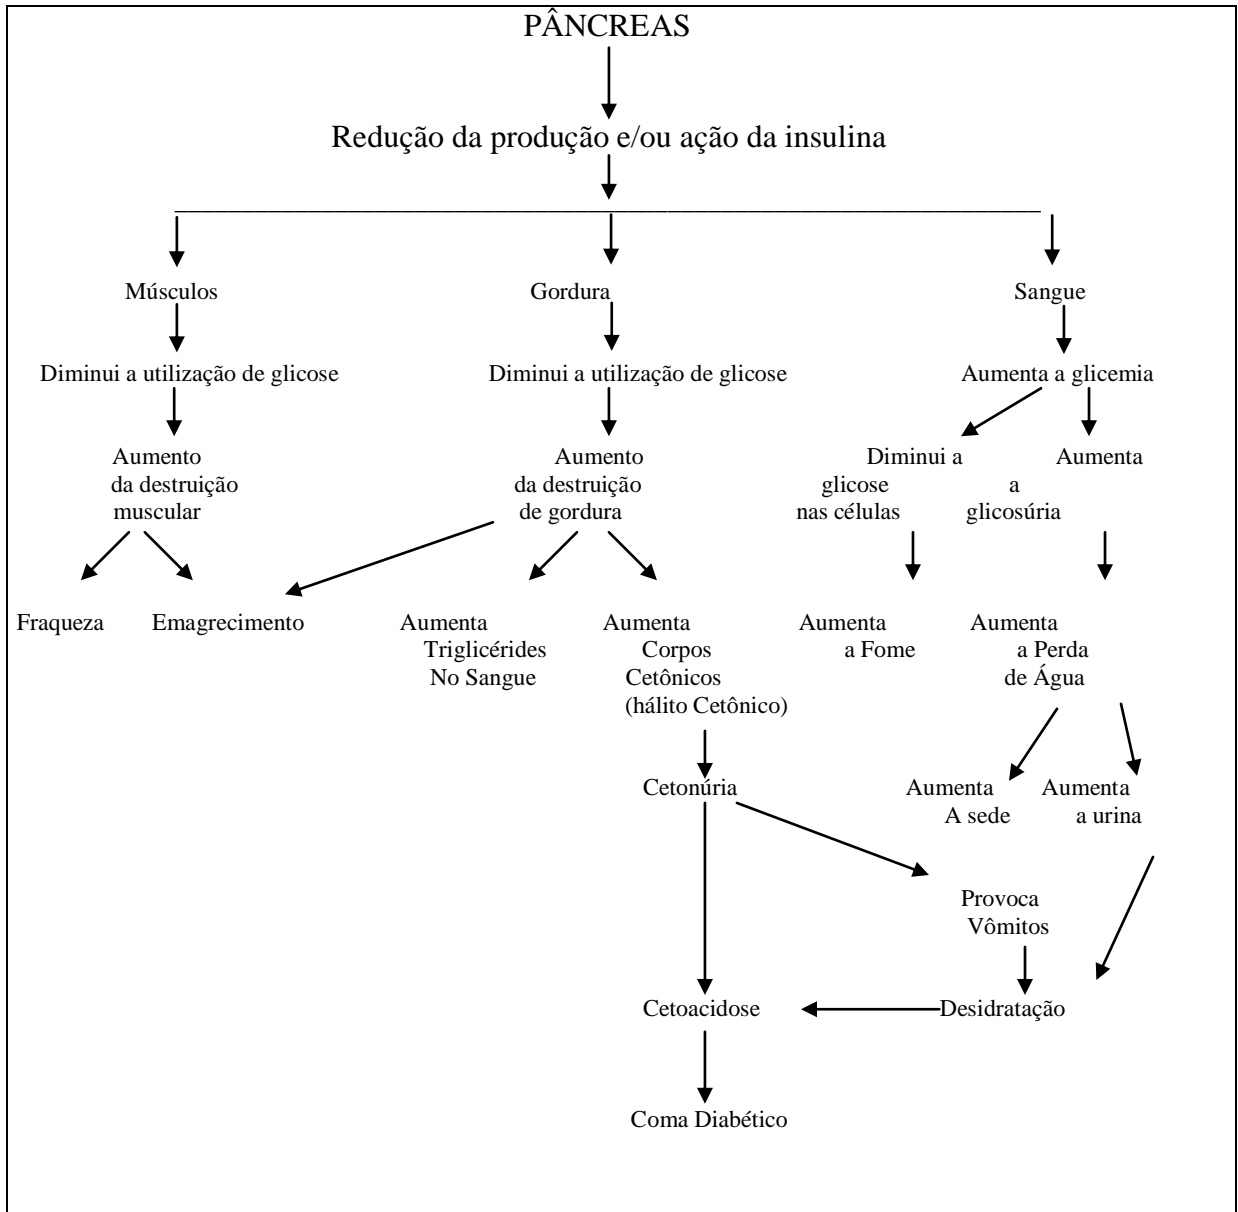 PÂNCREAS
Redução da produção e/ou ação da insulina
Músculos Gordura Sangue
Diminui a utilização de glicose Diminui a utilização de glicose Aumenta a glicemia
Aumento Aumento Diminui a Aumenta
da destruição da destruição glicose a
muscular de gordura nas células glicosúria
Fraqueza Emagrecimento Aumenta Aumenta Aumenta Aumenta
Triglicérides Corpos a Fome a Perda
No Sangue Cetônicos de Água
(hálito Cetônico)
Cetonúria Aumenta Aumenta
A sede a urina
Provoca
Vômitos
Cetoacidose Desidratação
Coma Diabético